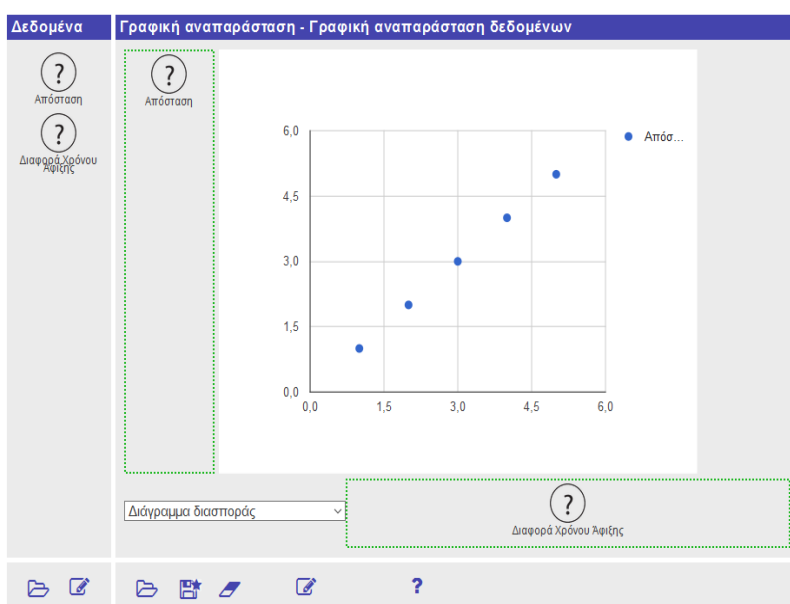 Δεδομένα
Γραφική αναπαράσταση - Γραφική αναπαράσταση δεδομένων
?
Απόσταση
?
Διαφορά Χρόνου
Άφιξης
?
Απόσταση
6,0
4,5
3,0
1,5
0,0
0,0 1,5 3,0 4,5 6,0
Απόσ...
Διάγραμμα διασποράς
?
Διαφορά Χρόνου Άφιξης
?